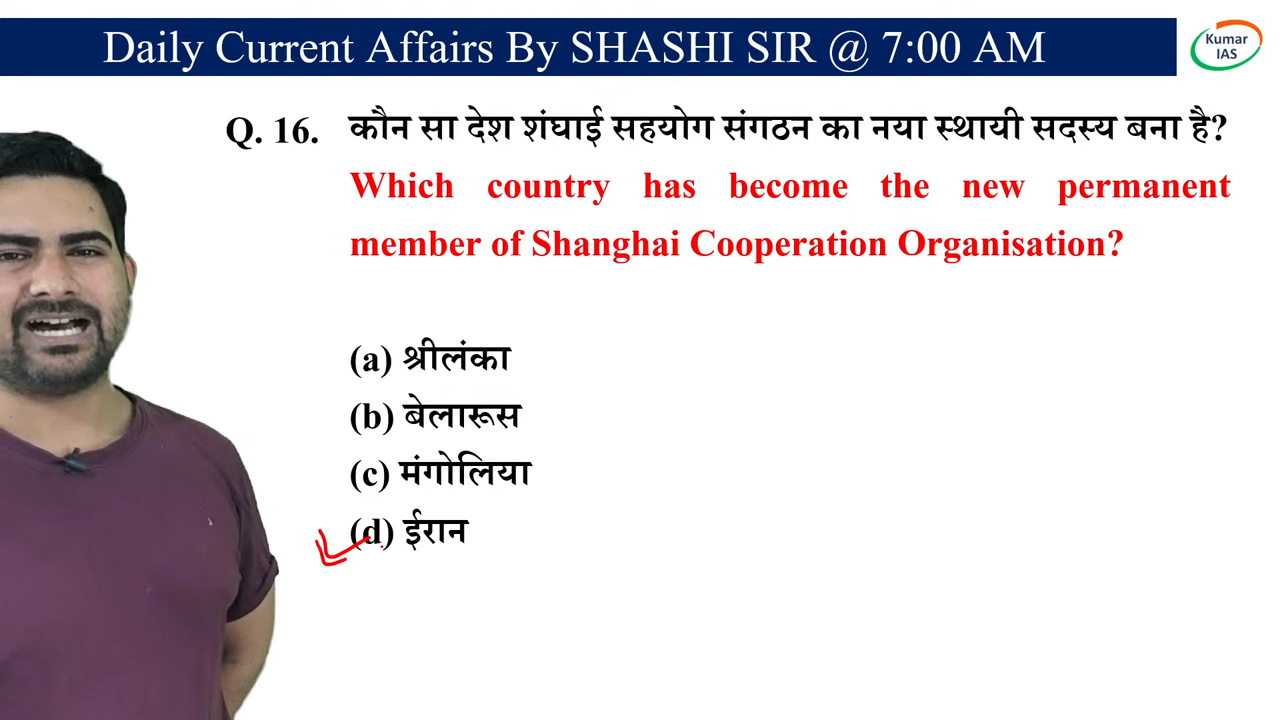 Daily Current Affairs By SHASHI SIR @ 7:00 AM
Kumar
IAS
Q. 16. कौन सा देश शंघाई सहयोग संगठन का नया स्थायी सदस्य बना है?
Which country has become the new permanent
member of Shanghai Cooperation Organisation?
(a) श्रीलंका
(b) बेलारूस
(c) मंगोलिया
(d) ईरान